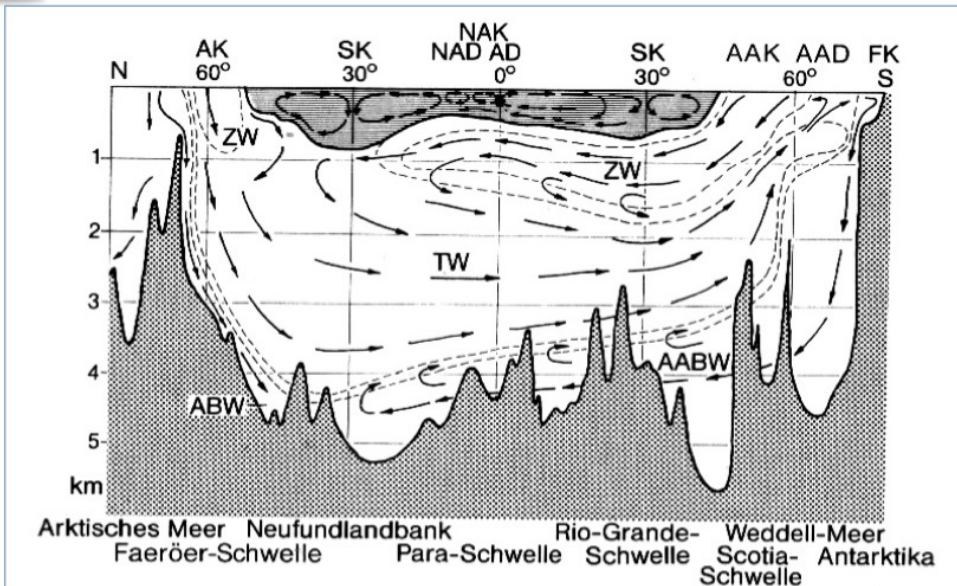 NAK
AK SK NAD AD SK AAK AAD FK
N 60° 30° 0° 30° 60° S
ZW
1
ZW
2
TW
3
4
AABW
ABW
5
km
Arktisches Meer Neufundlandbank Rio-Grande- Weddell-Meer
Faeröer-Schwelle Para-Schwelle Schwelle Scotia- Antarktika
Schwelle